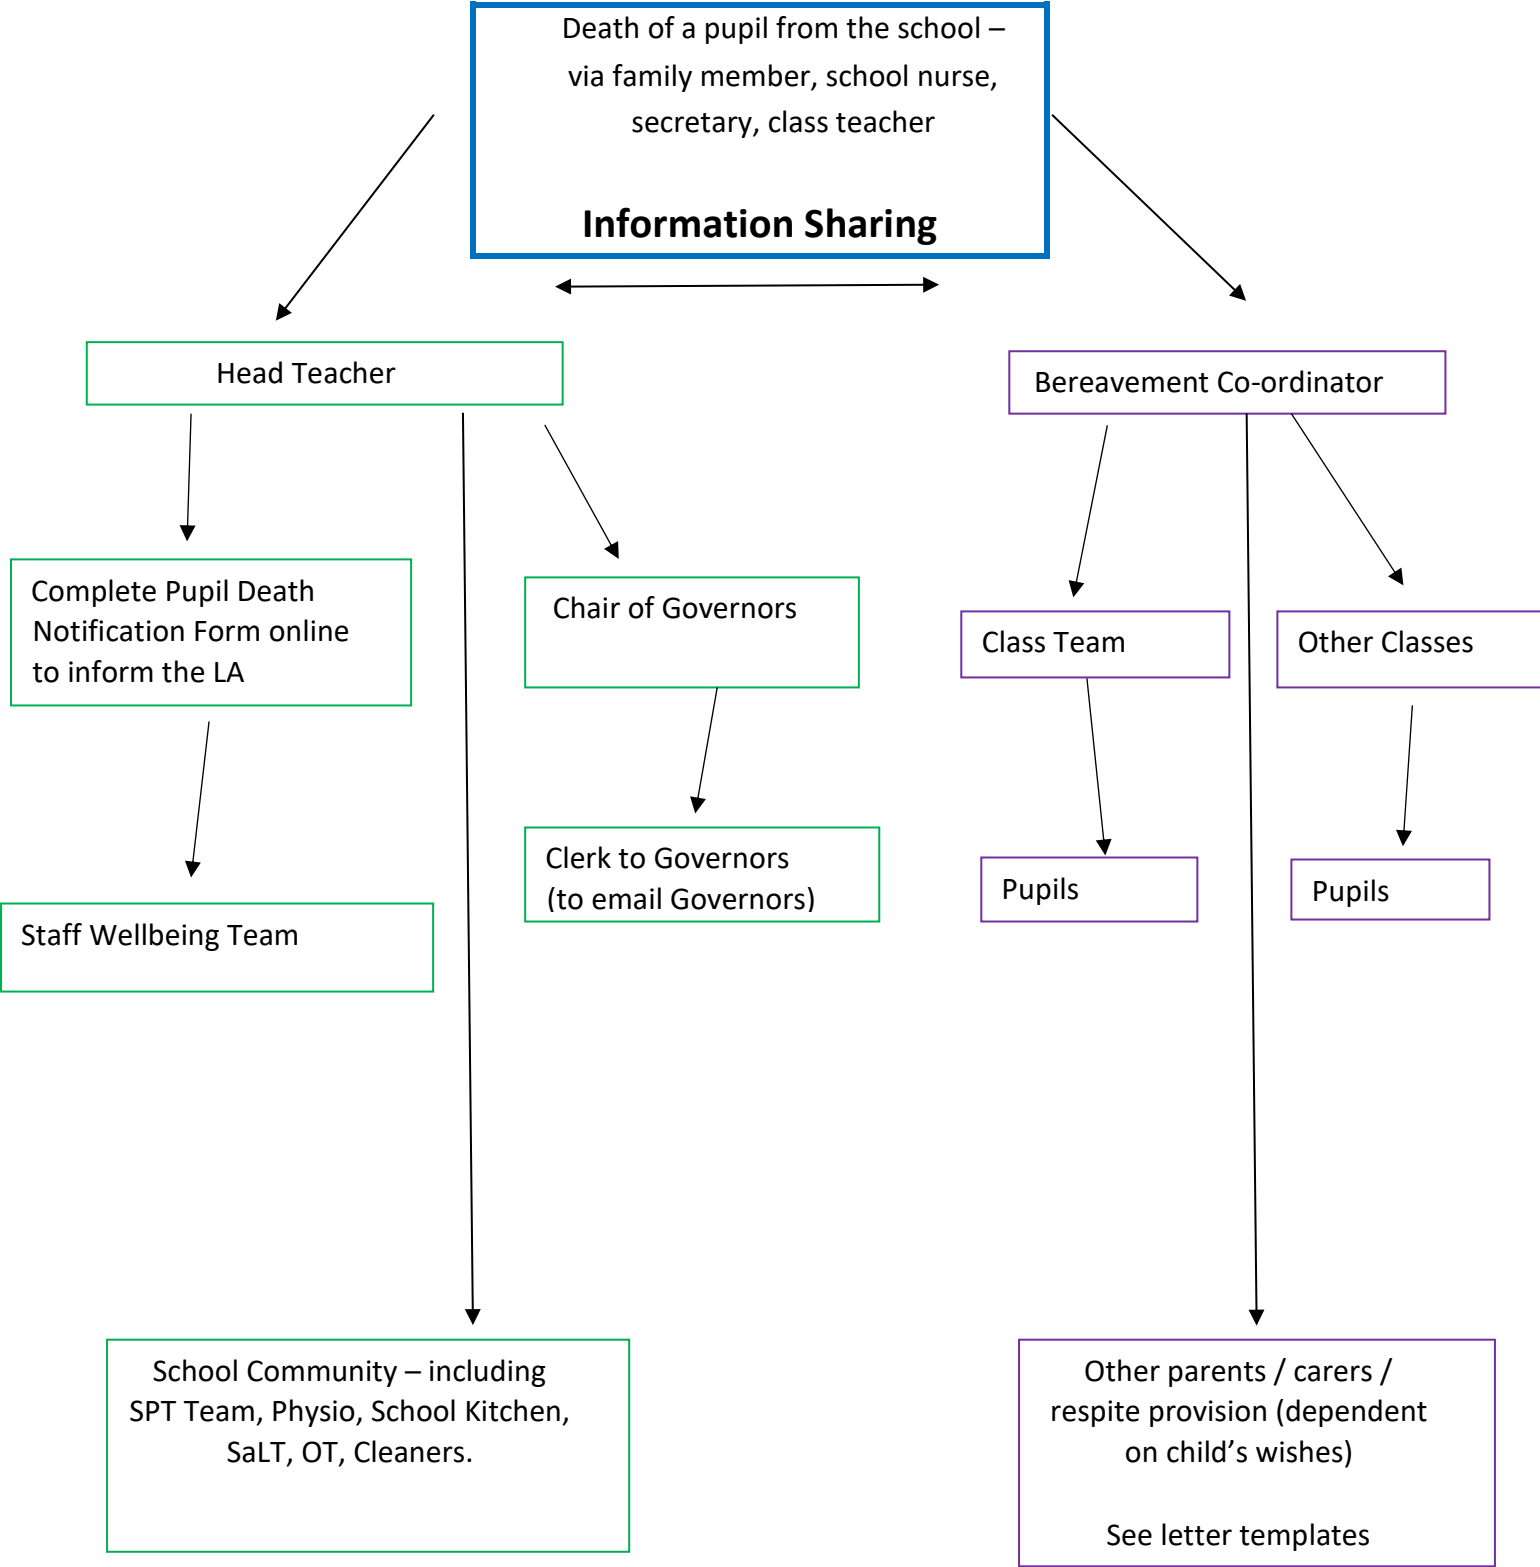 Death of a pupil from the school –
via family member, school nurse,
secretary, class teacher
Information Sharing
Head Teacher
Bereavement Co-ordinator
Complete Pupil Death
Notification Form online
to inform the LA
Chair of Governors
Class Team
Other Classes
Clerk to Governors
(to email Governors)
Pupils
Pupils
Staff Wellbeing Team
School Community – including
SPT Team, Physio, School Kitchen,
SaLT, OT, Cleaners.
Other parents / carers /
respite provision (dependent
on child’s wishes)
See letter templates